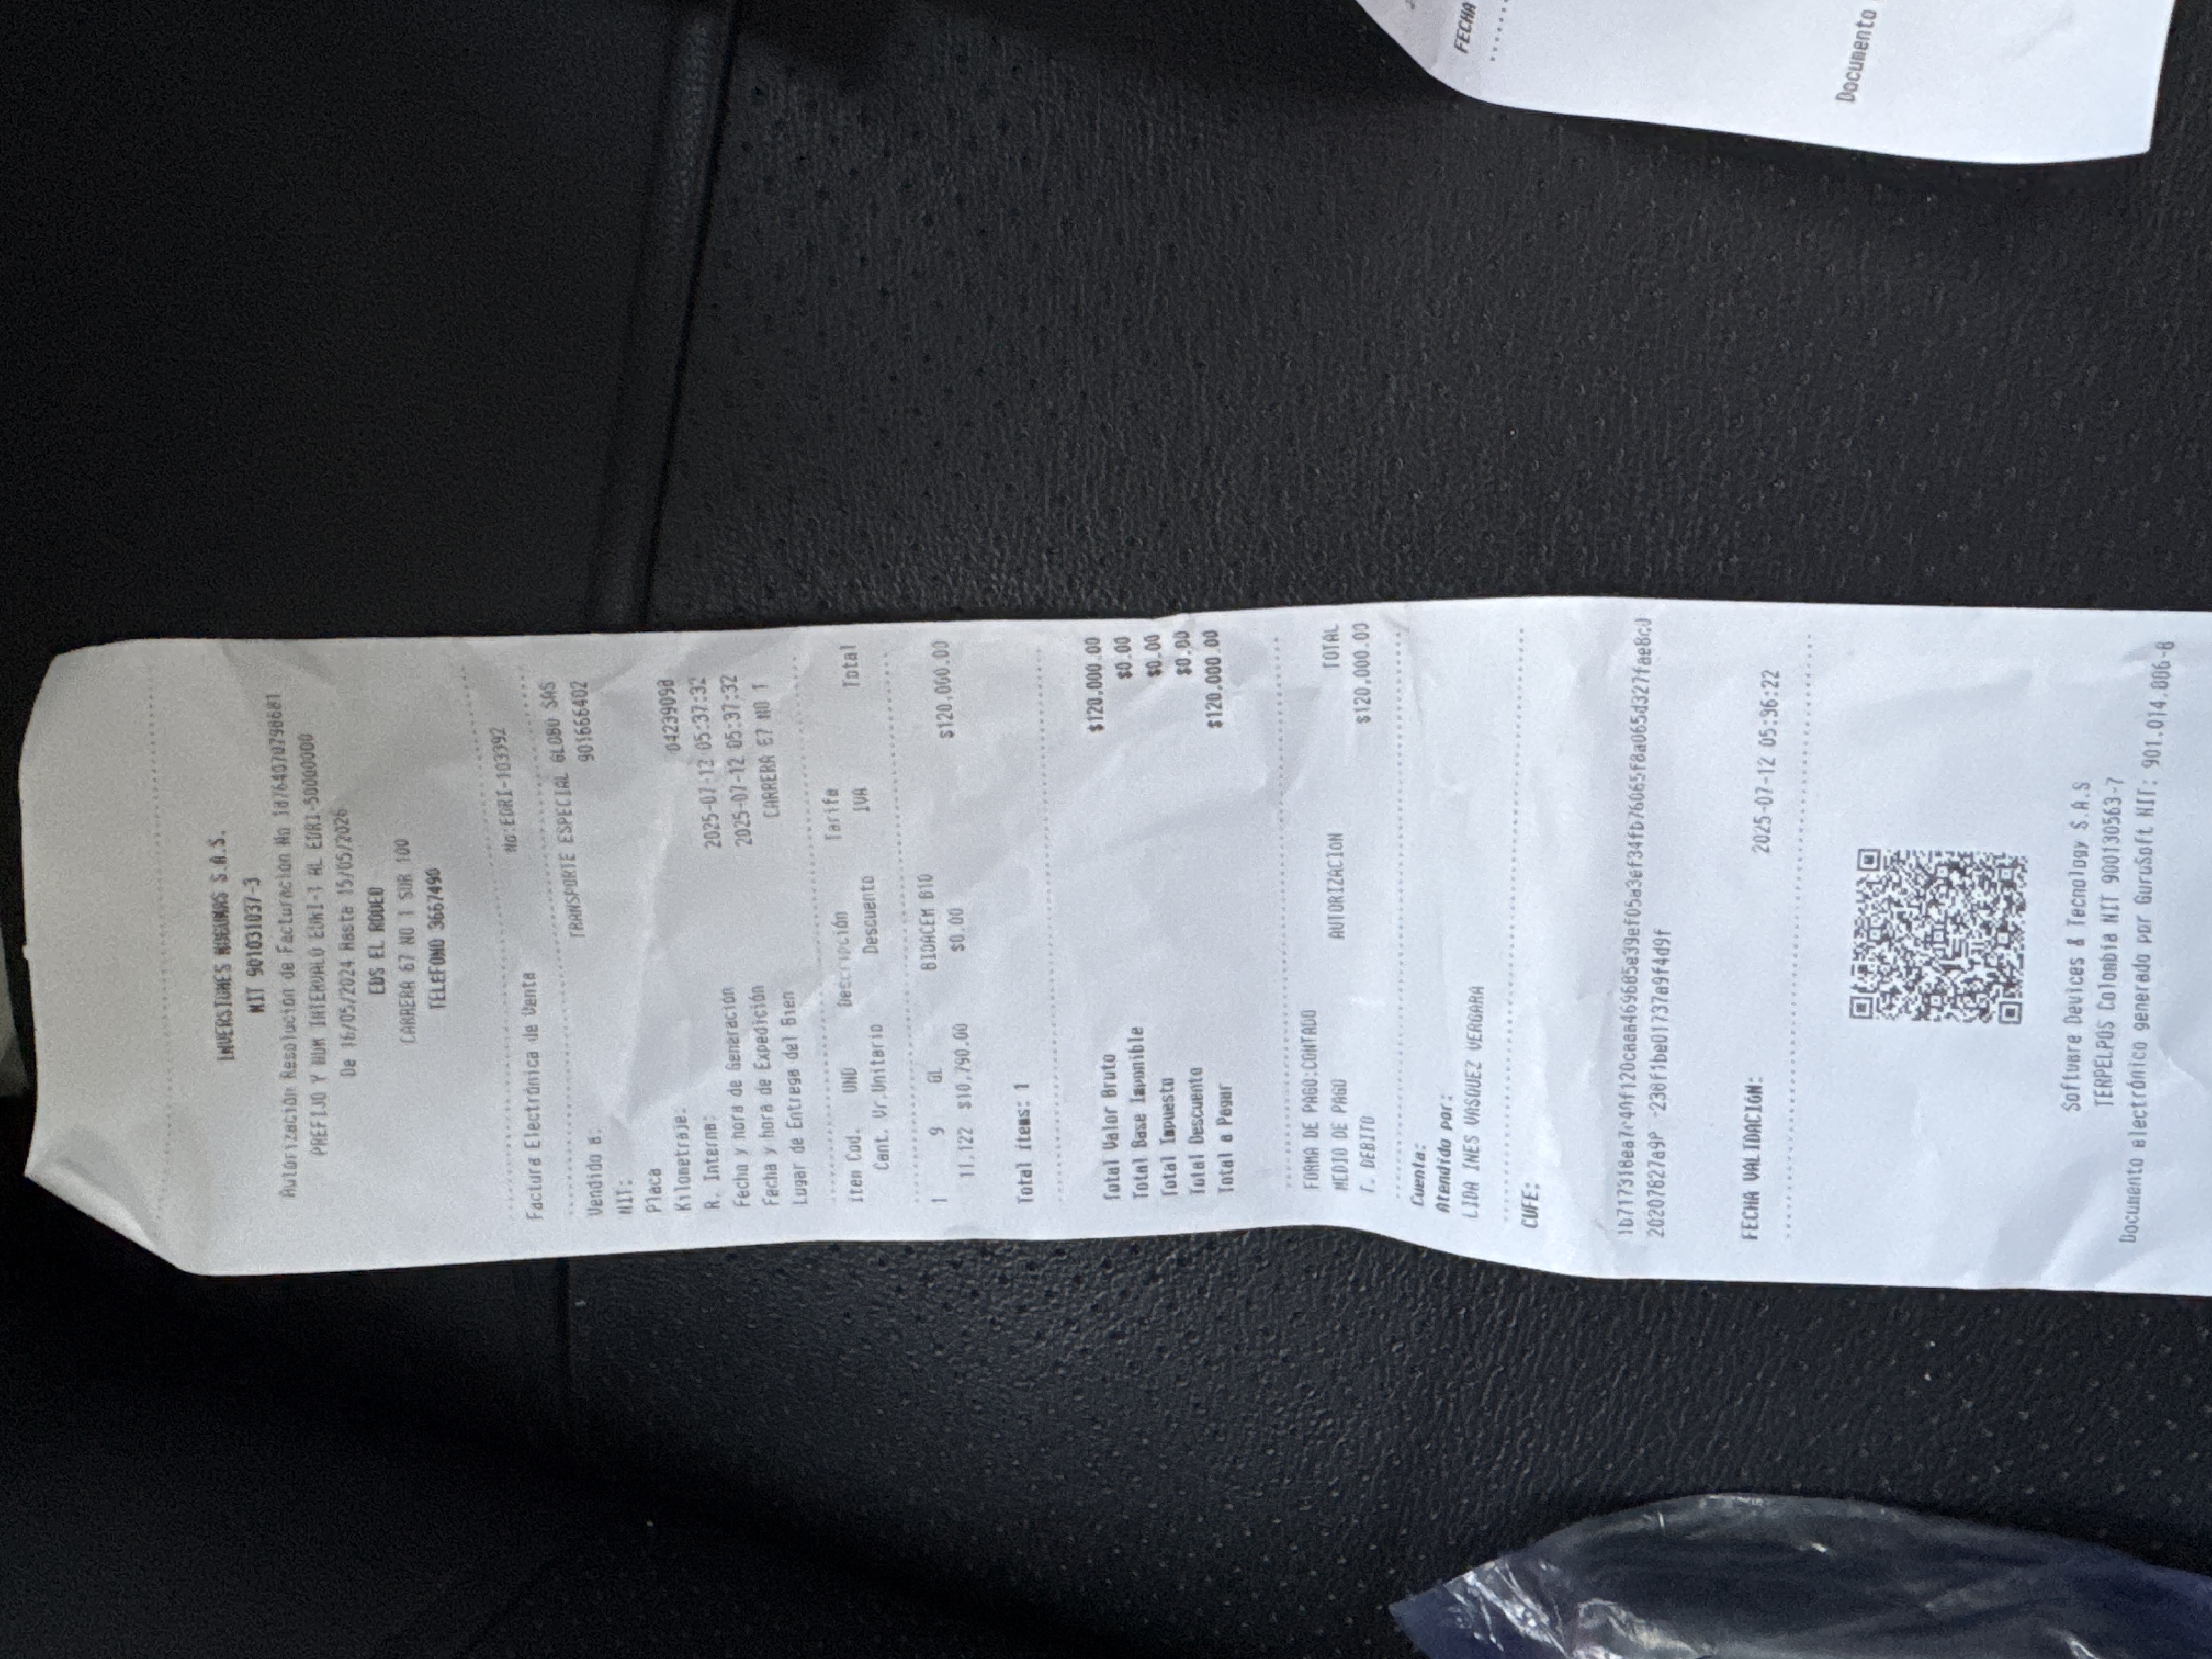 INVERSIONES S.A.S.
NIT 901031037-3
Autorización Resolución de Facturación No
PREFIJO Y NUM INTERVALO EDRI-1 AL EDRI-50000000
De 16/05/2024 Hasta 15/05/2026
EDS EL RODEO
CARRERA 67 NO 1 SUR 100
TELEFONO 3667490
Factura Electrónica de Venta No:EDRI-103392
Vendido a: TRANSPORTE ESPECIAL GLOBO SAS
NIT: 901666402
Placa
Kilometraje:
R. Interna: 04239098
Fecha y hora de Generación 2025-07-12 05:37:32
Fecha y hora de Expedición 2025-07-12 05:37:32
Lugar de Entrega del Bien CARRERA 67 NO 1
Item Cod. UND Descripción Tarifa
Cant. Vr.Unitario Descuento IVA Total
1 9 GL BIOACEM B10
11,122 $10,790.00 $0.00 $120,000.00
Total items: 1
Total Valor Bruto $120,000.00
Total Base Imponible $0.00
Total Impuesto $0.00
Total Descuento $0.00
Total a Pagar $120,000.00
FORMA DE PAGO:CONTADO
MEDIO DE PAGO AUTORIZACION TOTAL
T. DEBITO $120,000.00
Cuenta:
Atendido por:
LIDA INES VASQUEZ VERGARA
CUFE:
FECHA VALIDACIÓN: 2025-07-12 05:36:22
Software Devices & Tecnology S.A.S
TERPELPOS Colombia NIT 900130563-7
Documento electrónico generado por GuruSoft NIT: 901.014.006-8
FECHA
Documento